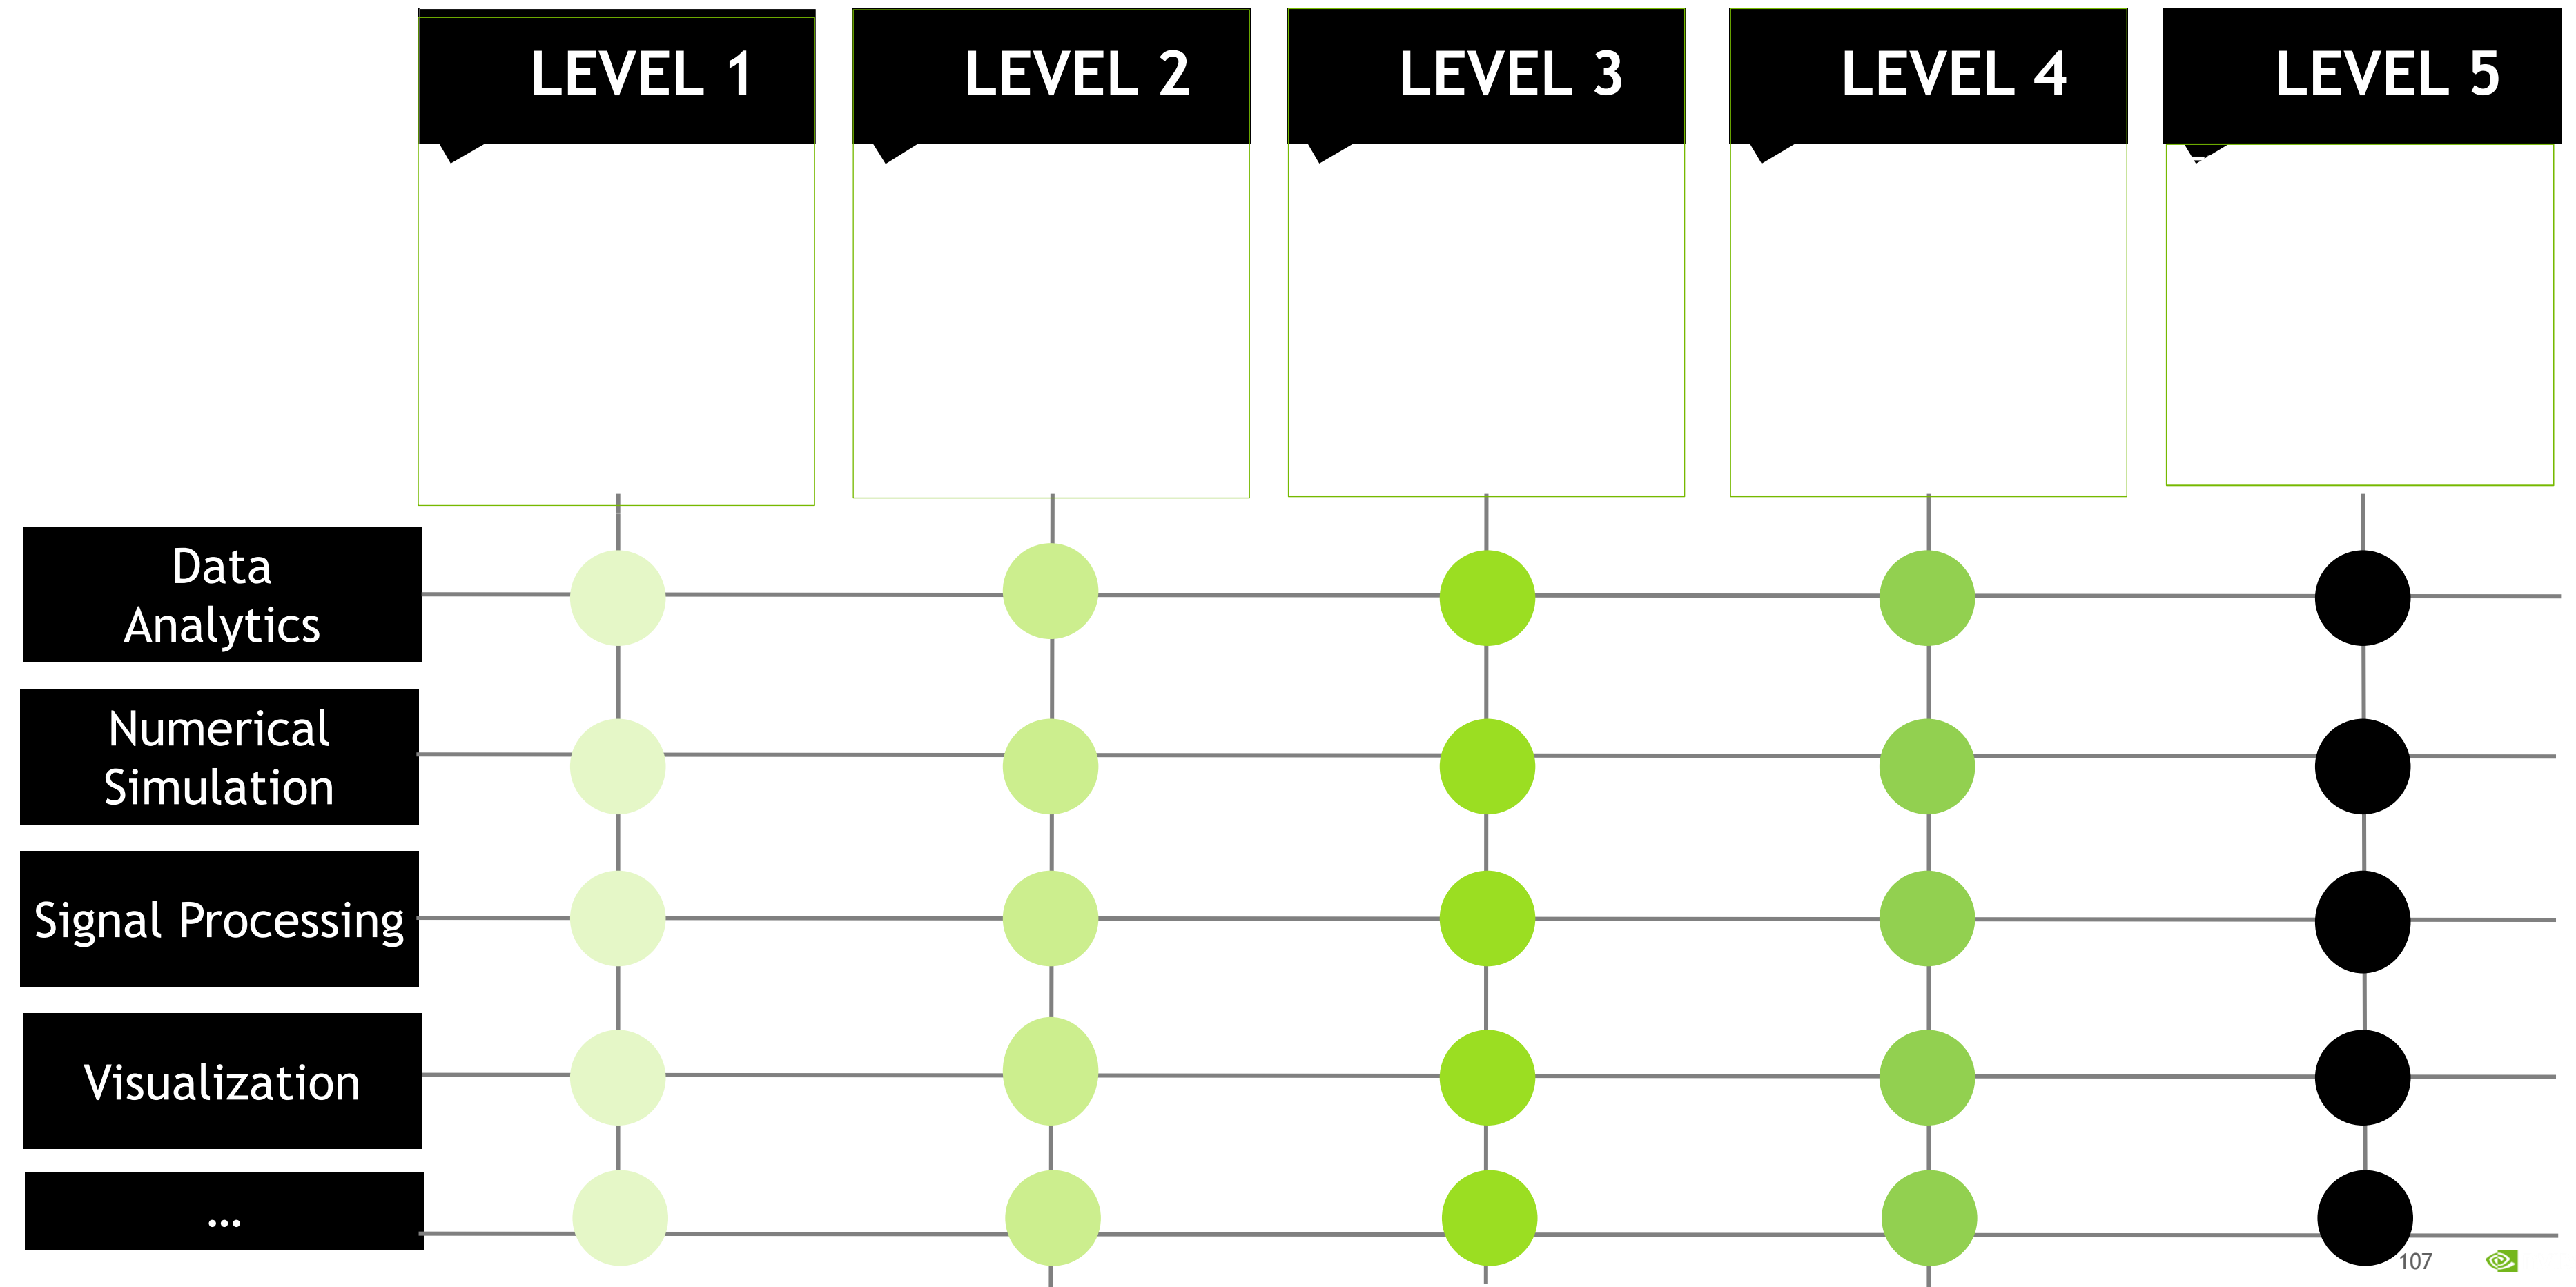 LEVEL 1
LEVEL 2
LEVEL 3
LEVEL 4
LEVEL 5
Data
Analytics
Numerical
Simulation
Signal Processing
Visualization
…
107